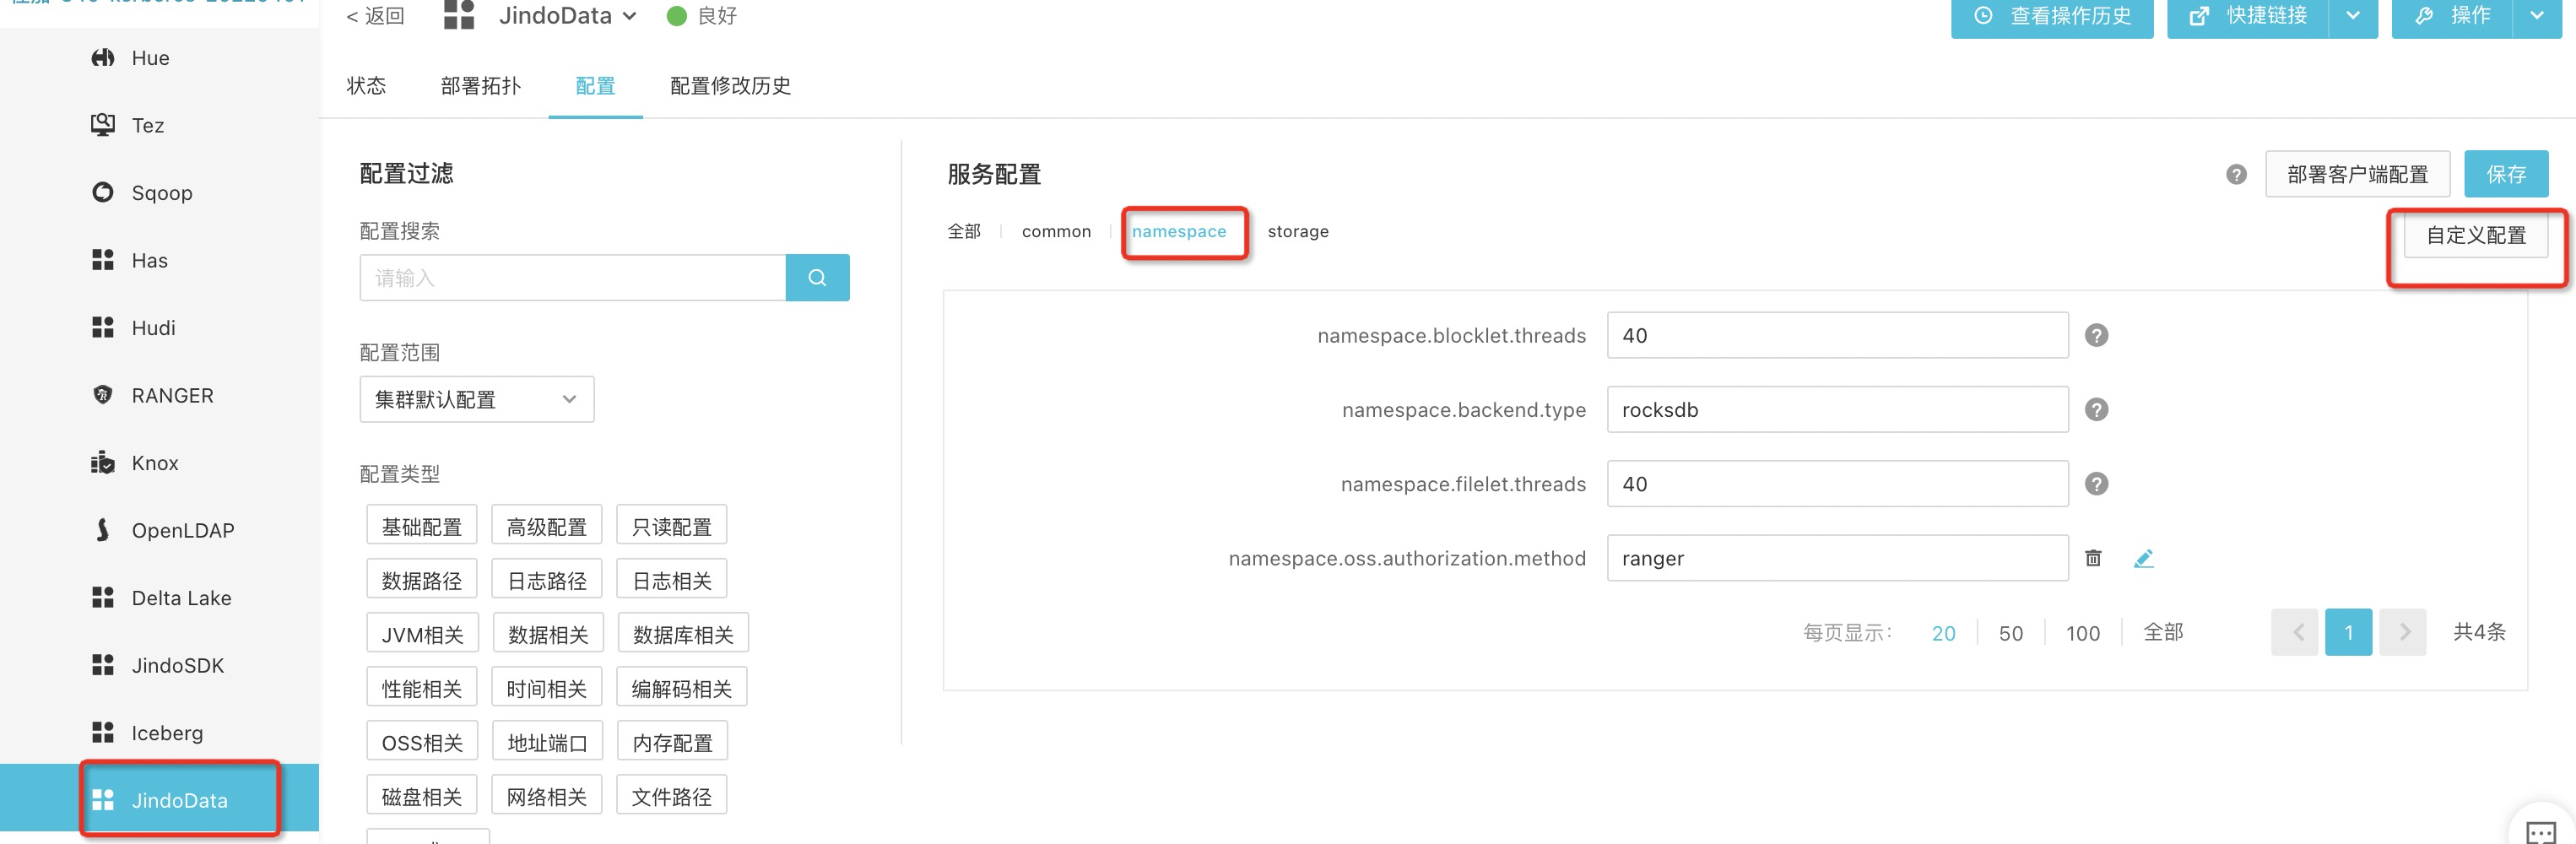 < 返回
JindoData
良好
查看操作历史
快捷链接
操作
Hue
Tez
Sqoop
Has
Hudi
RANGER
Knox
OpenLDAP
Delta Lake
JindoSDK
Iceberg
JindoData
状态
部署拓扑
配置
配置修改历史
配置过滤
配置搜索
请输入
配置范围
集群默认配置
配置类型
基础配置 高级配置 只读配置
数据路径 日志路径 日志相关
JVM相关 数据相关 数据库相关
性能相关 时间相关 编解码相关
OSS相关 地址端口 内存配置
磁盘相关 网络相关 文件路径
服务配置
部署客户端配置
保存
全部 common namespace storage
自定义配置
namespace.blocklet.threads 40
namespace.backend.type rocksdb
namespace.filelet.threads 40
namespace.oss.authorization.method ranger
每页显示: 20 50 100 全部 < 1 > 共4条